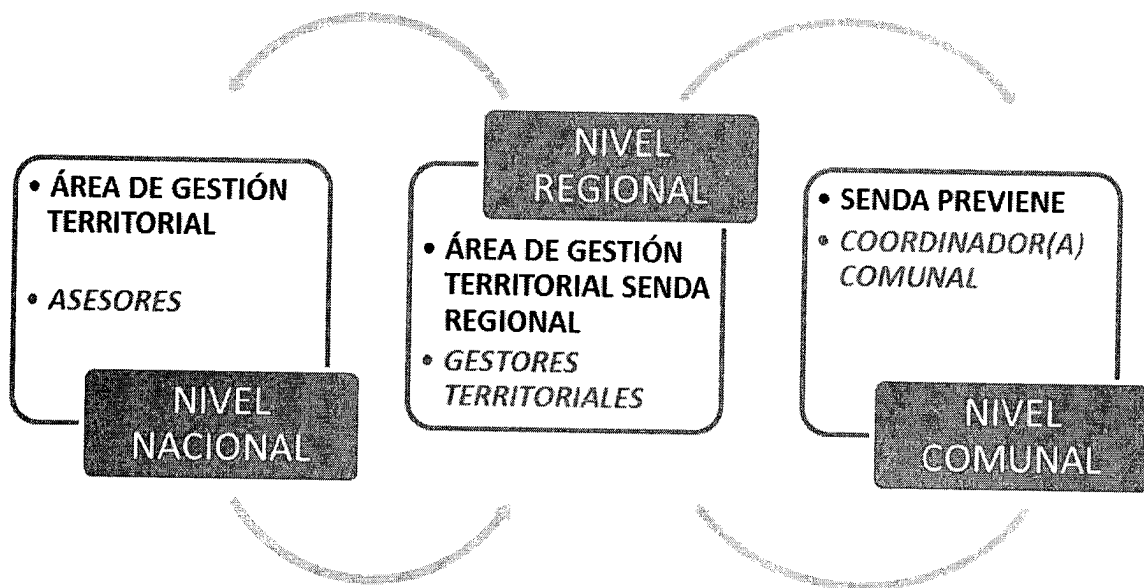 • ÁREA DE GESTIÓN
TERRITORIAL
• ASESORES
NIVEL
NACIONAL
NIVEL
REGIONAL
• ÁREA DE GESTIÓN
TERRITORIAL SENDA
REGIONAL
• GESTORES
TERRITORIALES
• SENDA PREVIENE
• COORDINADOR(A)
COMUNAL
NIVEL
COMUNAL